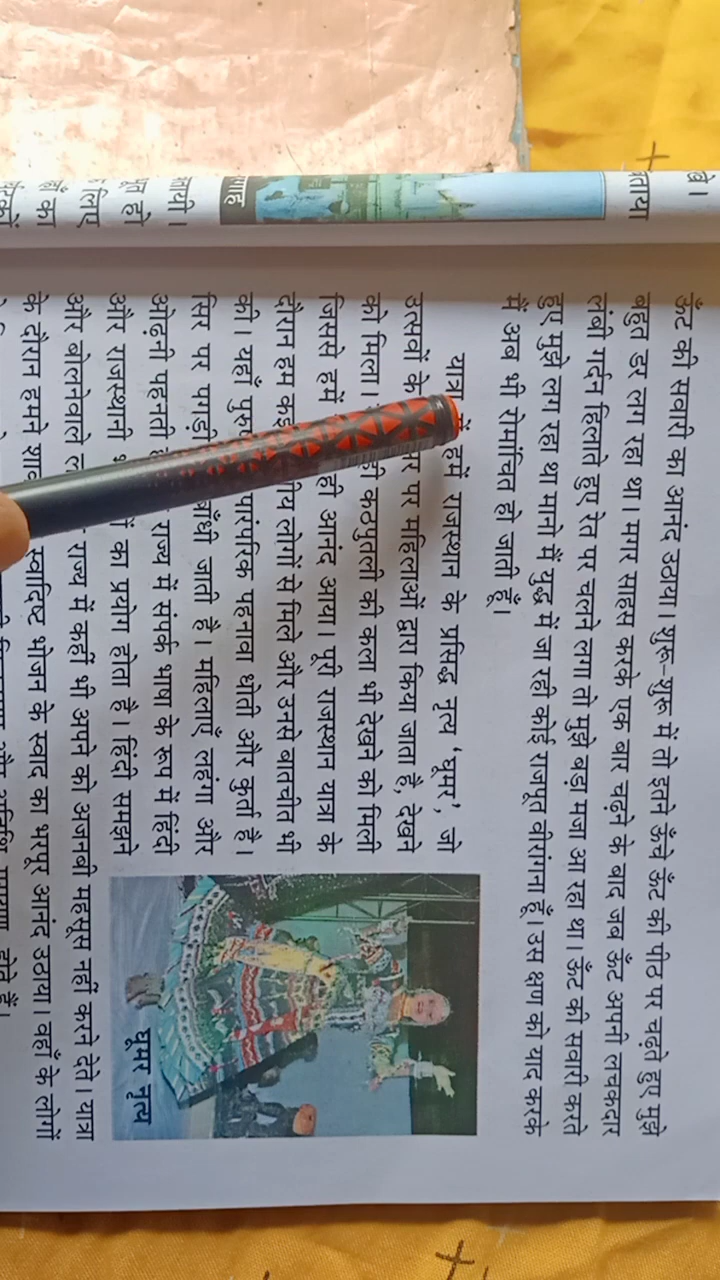 ऊँट की सवारी का आनंद उठाया। शुरू-शुरू में तो इतने ऊँचे ऊँट की पीठ पर चढ़ते हुए मुझे
बहुत डर लग रहा था। मगर साहस करके एक बार चढ़ने के बाद जब ऊँट अपनी लचकदार
लंबी गर्दन हिलाते हुए रेत पर चलने लगा तो मुझे बड़ा मजा आ रहा था। ऊँट की सवारी करते
हुए मुझे लग रहा था मानो मैं युद्ध में जा रही कोई राजपूत वीरांगना हूँ। उस क्षण को याद करके
मैं अब भी रोमांचित हो जाती हूँ।
यात्रा में हमें राजस्थान के प्रसिद्ध नृत्य ‘घूमर’, जो
उत्सवों के पर महिलाओं द्वारा किया जाता है, देखने
को मिला। कठपुतली की कला भी देखने को मिली
जिससे हमें ही आनंद आया। पूरी राजस्थान यात्रा के
दौरान हम लोगों से मिले और उनसे बातचीत भी
की। यहाँ पारंपरिक पहनावा धोती और कुर्ता है।
सिर पर पगड़ी बाँधी जाती है। महिलाएँ लहंगा और
ओढ़नी पहनती राज्य में संपर्क भाषा के रूप में हिंदी
और राजस्थानी का प्रयोग होता है। हिंदी समझने
और बोलनेवाले राज्य में कहीं भी अपने को अजनबी महसूस नहीं करने देते। यात्रा
के दौरान हमने स्वादिष्ट भोजन के स्वाद का भरपूर आनंद उठाया। वहाँ के लोगों
घूमर नृत्य